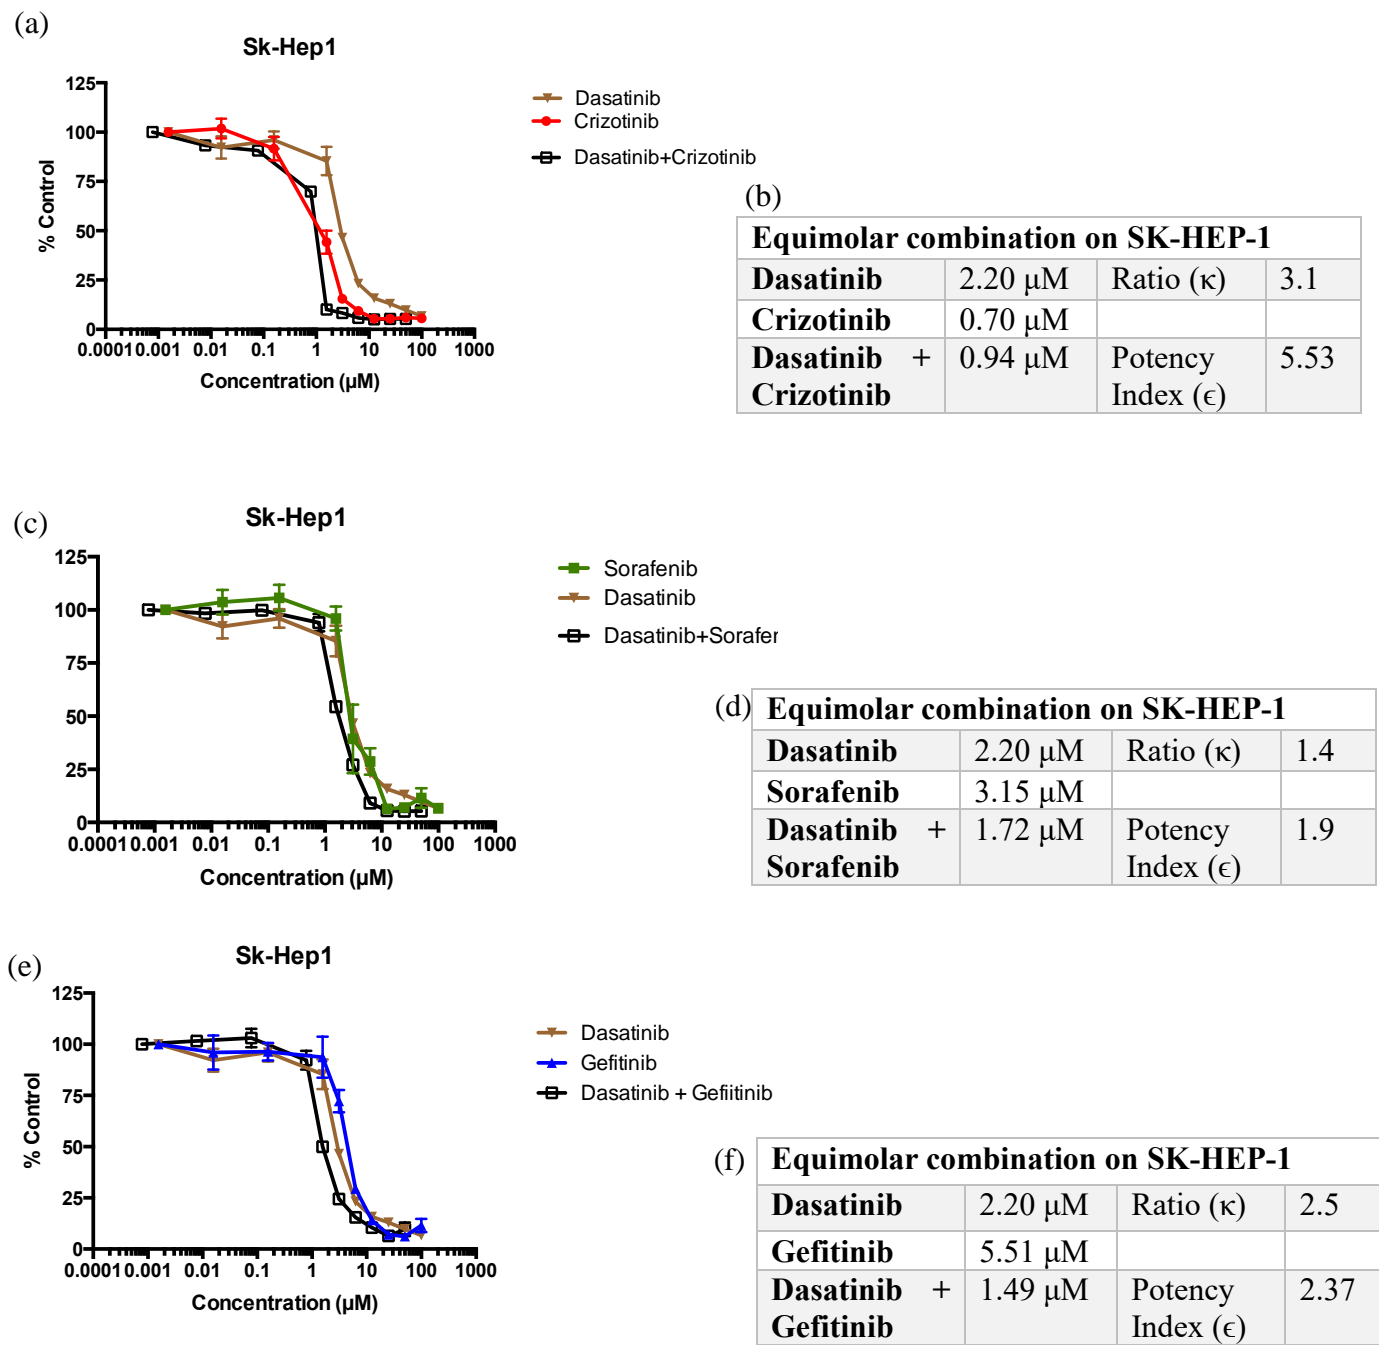 (a)
Sk-Hep1
125
100
75
50
25
0
% Control
0.0001 0.001 0.01 0.1 1 10 100 1000
Concentration (µM)
Dasatinib
Crizotinib
Dasatinib+Crizotinib
(b)
Equimolar combination on SK-HEP-1
Dasatinib 2.20 µM Ratio (κ) 3.1
Crizotinib 0.70 µM
Dasatinib + 0.94 µM Potency 5.53
Crizotinib Index (ϵ)
(c)
Sk-Hep1
125
100
75
50
25
0
0.0001 0.001 0.01 0.1 1 10 100 1000
Concentration (µM)
Sorafenib
Dasatinib
Dasatinib+Sorafer
(d)
Equimolar combination on SK-HEP-1
Dasatinib 2.20 µM Ratio (κ) 1.4
Sorafenib 3.15 µM
Dasatinib + 1.72 µM Potency 1.9
Sorafenib Index (ϵ)
(e)
Sk-Hep1
125
100
75
50
25
0
% Control
0.0001 0.001 0.01 0.1 1 10 100 1000
Concentration (µM)
Dasatinib
Gefitinib
Dasatinib + Gefiitinib
(f)
Equimolar combination on SK-HEP-1
Dasatinib 2.20 µM Ratio (κ) 2.5
Gefitinib 5.51 µM
Dasatinib + 1.49 µM Potency 2.37
Gefitinib Index (ϵ)